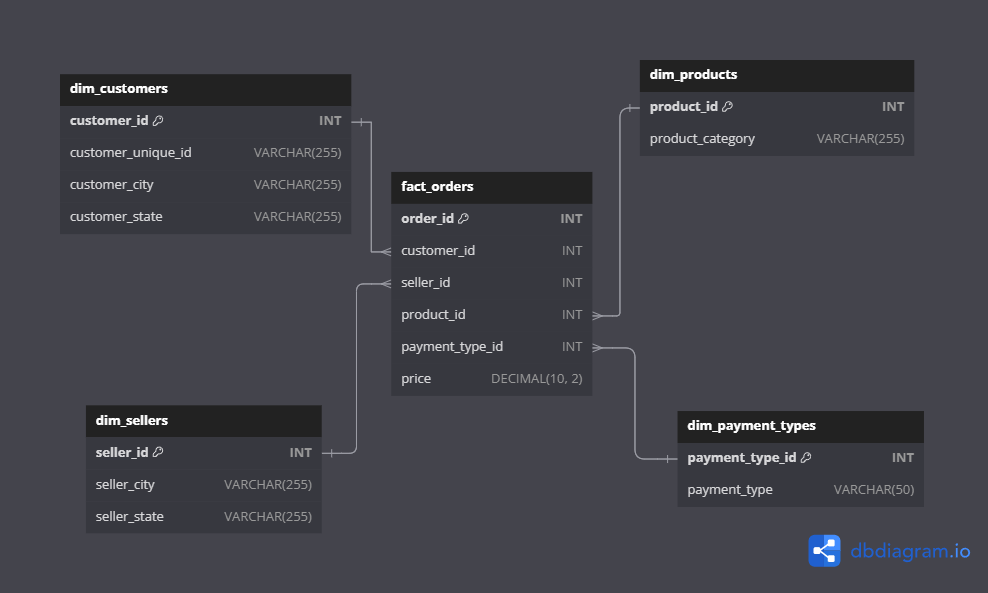 dim_customers
customer_id INT
customer_unique_id VARCHAR(255)
customer_city VARCHAR(255)
customer_state VARCHAR(255)
dim_products
product_id INT
product_category VARCHAR(255)
fact_orders
order_id INT
customer_id INT
seller_id INT
product_id INT
payment_type_id INT
price DECIMAL(10, 2)
dim_sellers
seller_id INT
seller_city VARCHAR(255)
seller_state VARCHAR(255)
dim_payment_types
payment_type_id INT
payment_type VARCHAR(50)
dbdiagram.io